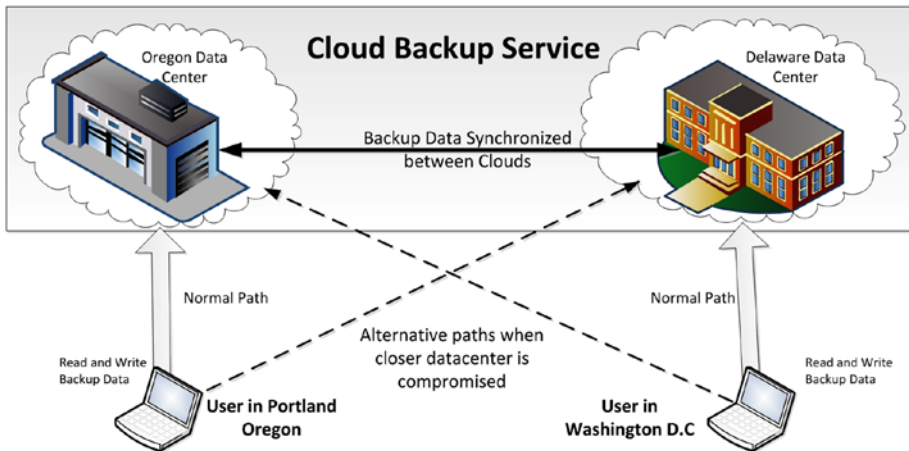 Cloud Backup Service
Oregon Data
Center
Delaware Data
Center
Backup Data Synchronized
between Clouds
Normal Path
Normal Path
Alternative paths when
closer datacenter is
compromised
Read and Write
Backup Data
Read and Write
Backup Data
User in Portland
Oregon
User in
Washington D.C